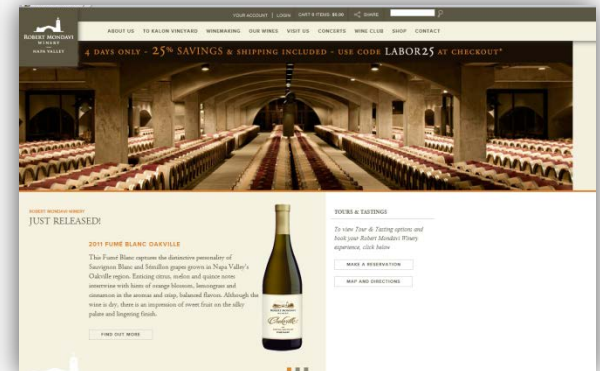 YOUR ACCOUNT | LOGIN CART 0 ITEMS: $0.00 SHARE
ROBERT MONDAVI
WINERY
NAPA VALLEY
ABOUT US TO KALON VINEYARD WINEMAKING OUR WINES VISIT US CONCERTS WINE CLUB SHOP CONTACT
4 DAYS ONLY - 25% SAVINGS & SHIPPING INCLUDED - USE CODE LABOR25 AT CHECKOUT*
ROBERT MONDAVI WINERY
JUST RELEASED!
2011 FUMÉ BLANC OAKVILLE
This Fumé Blanc captures the distinctive personality of
Sauvignon Blanc and Sémillon grapes grown in Napa Valley's
Oakville region. Enticing citrus, melon and quince notes
interwine with hints of orange blossom, lemongrass and
cinnamon in the aromas and crisp, balanced flavors. Although the
wine is dry, there is an impression of sweet fruit on the silky
palate and lingering finish.
FIND OUT MORE
ROBERT MONDAVI
WINERY
Oakville
TOURS & TASTINGS
To view Tour & Tasting options and
book your Robert Mondavi Winery
experience, click below
MAKE A RESERVATION
MAP AND DIRECTIONS